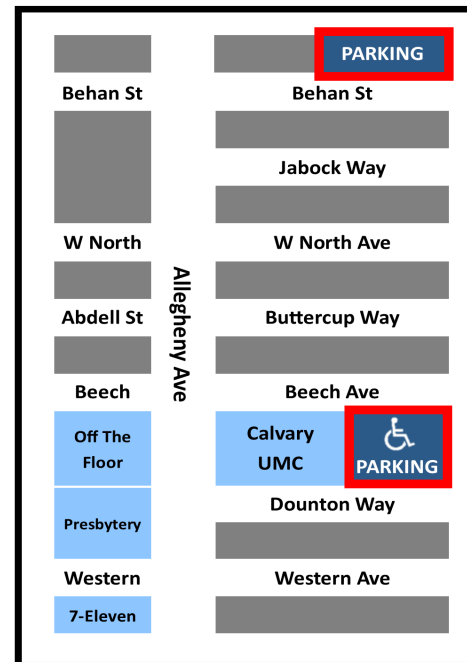 PARKING
Behan St
Behan St
Jabock Way
W North
W North Ave
Allegheny Ave
Abdell St
Buttercup Way
Beech
Beech Ave
Off The
Floor
Calvary
UMC
PARKING
Presbytery
Dounton Way
Western
Western Ave
7-Eleven